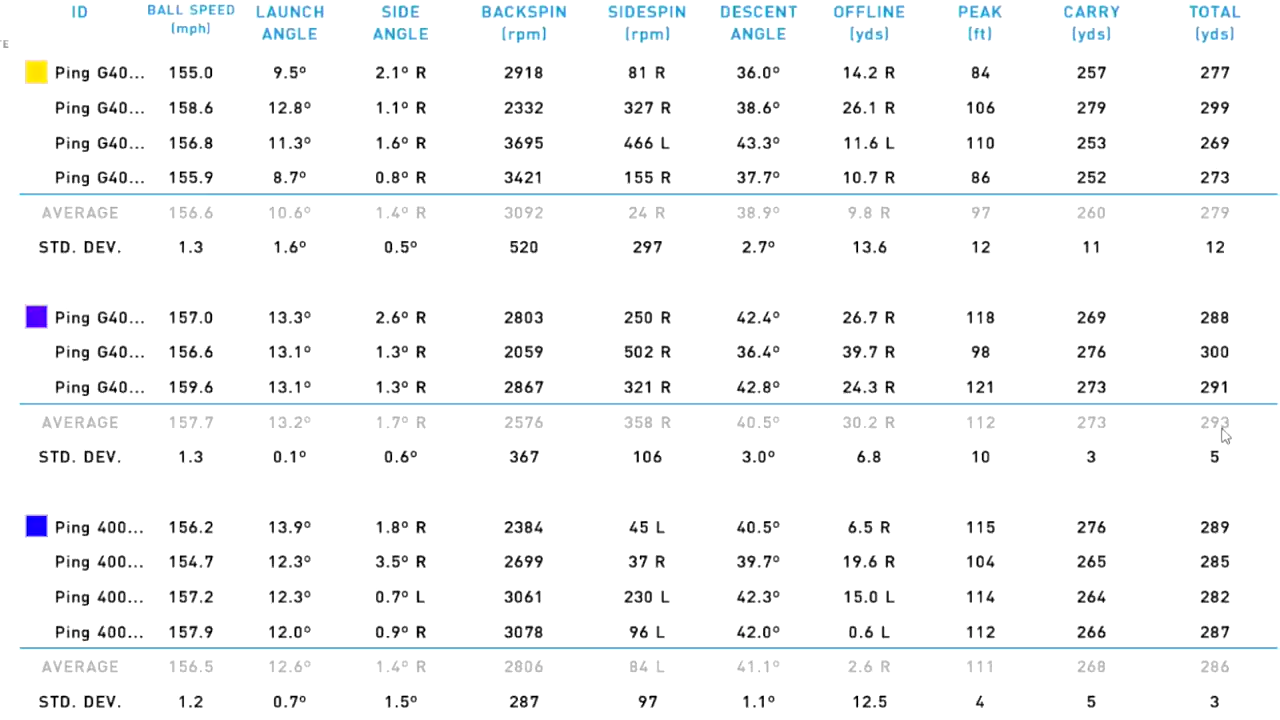 ID BALL SPEED (mph) LAUNCH ANGLE SIDE ANGLE BACKSPIN (rpm) SIDESPIN (rpm) DESCENT ANGLE OFFLINE (yds) PEAK (ft) CARRY (yds) TOTAL (yds)
TE
Ping G40... 155.0 9.5° 2.1° R 2918 81 R 36.0° 14.2 R 84 257 277
Ping G40... 158.6 12.8° 1.1° R 2332 327 R 38.6° 26.1 R 106 279 299
Ping G40... 156.8 11.3° 1.6° R 3695 466 L 43.3° 11.6 L 110 253 269
Ping G40... 155.9 8.7° 0.8° R 3421 155 R 37.7° 10.7 R 86 252 273
AVERAGE 156.6 10.6° 1.4° R 3092 24 R 38.9° 9.8 R 97 260 279
STD. DEV. 1.3 1.6° 0.5° 520 297 2.7° 13.6 12 11 12
Ping G40... 157.0 13.3° 2.6° R 2803 250 R 42.4° 26.7 R 118 269 288
Ping G40... 156.6 13.1° 1.3° R 2059 502 R 36.4° 39.7 R 98 276 300
Ping G40... 159.6 13.1° 1.3° R 2867 321 R 42.8° 24.3 R 121 273 291
AVERAGE 157.7 13.2° 1.7° R 2576 358 R 40.5° 30.2 R 112 273 293
STD. DEV. 1.3 0.1° 0.6° 367 106 3.0° 6.8 10 3 5
Ping 400... 156.2 13.9° 1.8° R 2384 45 L 40.5° 6.5 R 115 276 289
Ping 400... 154.7 12.3° 3.5° R 2699 37 R 39.7° 19.6 R 104 265 285
Ping 400... 157.2 12.3° 0.7° L 3061 230 L 42.3° 15.0 L 114 264 282
Ping 400... 157.9 12.0° 0.9° R 3078 96 L 42.0° 0.6 L 112 266 287
AVERAGE 156.5 12.6° 1.4° R 2806 84 L 41.1° 2.6 R 111 268 286
STD. DEV. 1.2 0.7° 1.5° 287 97 1.1° 12.5 4 5 3